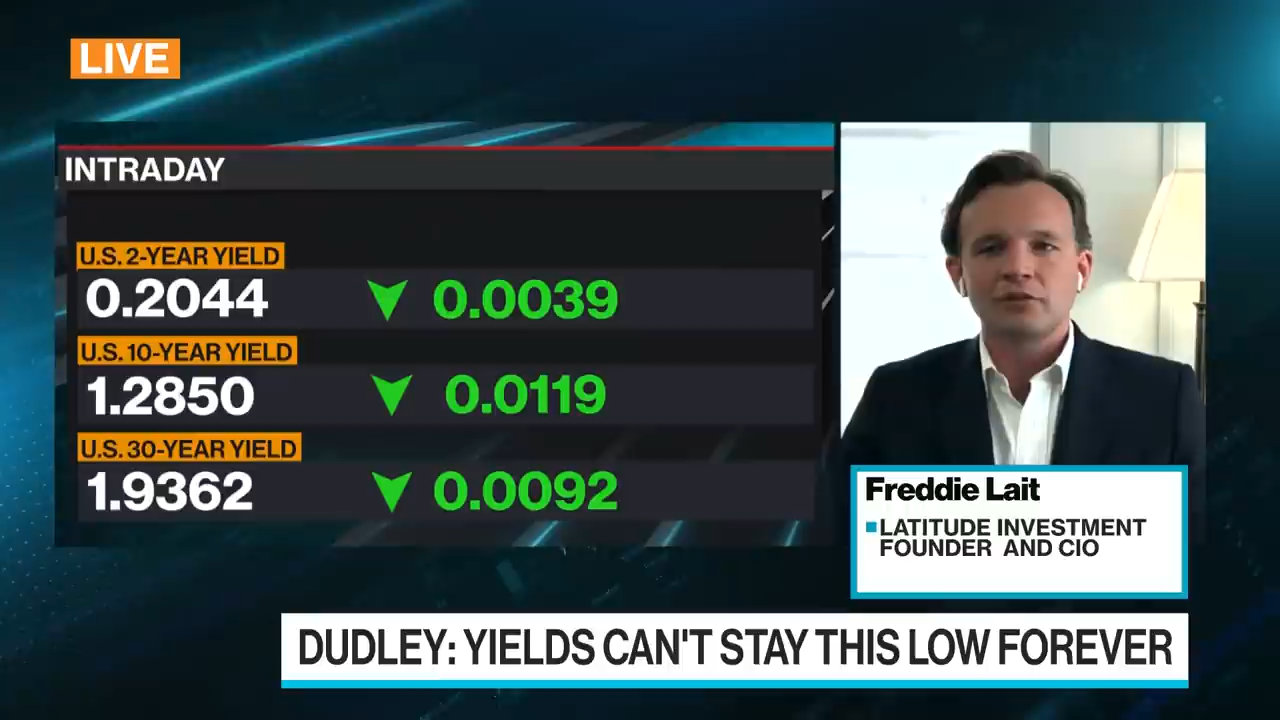 LIVE
INTRADAY
U.S. 2-YEAR YIELD
0.2044 ▼ 0.0039
U.S. 10-YEAR YIELD
1.2850 ▼ 0.0119
U.S. 30-YEAR YIELD
1.9362 ▼ 0.0092
Freddie Lait
LATITUDE INVESTMENT
FOUNDER AND CIO
DUDLEY: YIELDS CAN'T STAY THIS LOW FOREVER